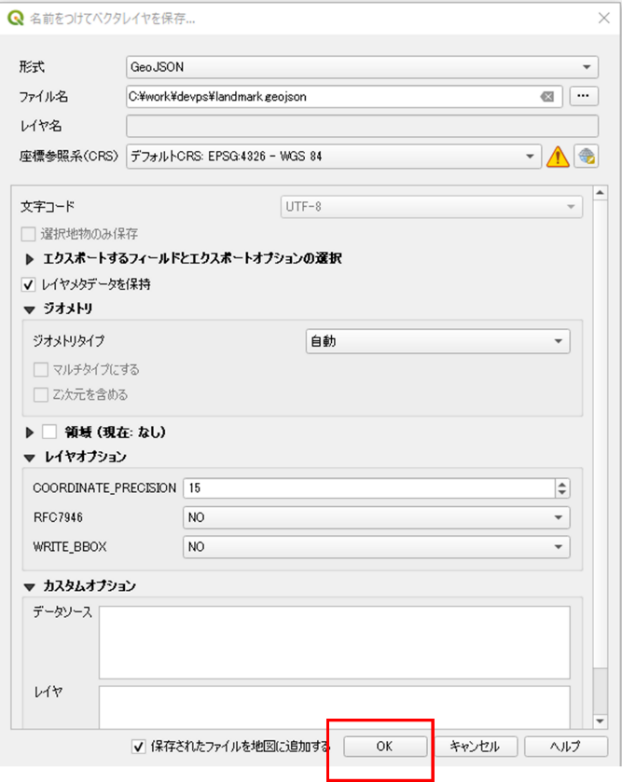 名前をつけてベクタレイヤを保存...
形式 GeoJSON
ファイル名 C:¥work¥devps¥landmark.geojson ...
レイヤ名
座標参照系(CRS) デフォルトCRS: EPSG:4326 - WGS 84
文字コード UTF-8
選択地物のみ保存
エクスポートするフィールドとエクスポートオプションの選択
レイヤメタデータを保持
ジオメトリ
ジオメトリタイプ 自動
マルチタイプにする
Z次元を含める
領域 (現在: なし)
レイヤオプション
COORDINATE_PRECISION 15
RFC7946 NO
WRITE_BBOX NO
カスタムオプション
データソース
レイヤ
保存されたファイルを地図に追加する OK キャンセル ヘルプ